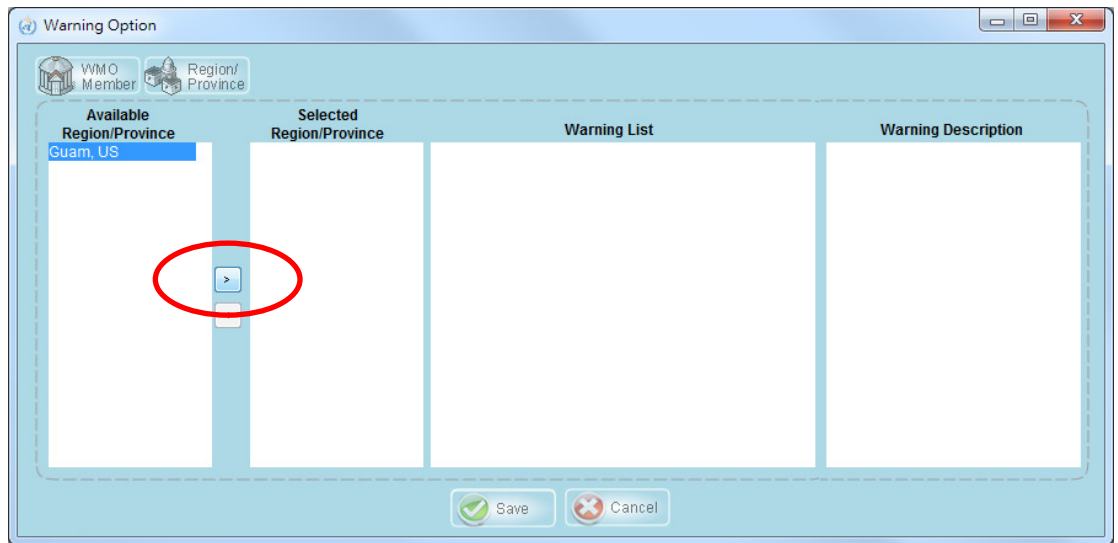 Warning Option
WMO
Member
Region/
Province
Available
Region/Province
Selected
Region/Province
Warning List
Warning Description
Guam, US
>
Save
Cancel